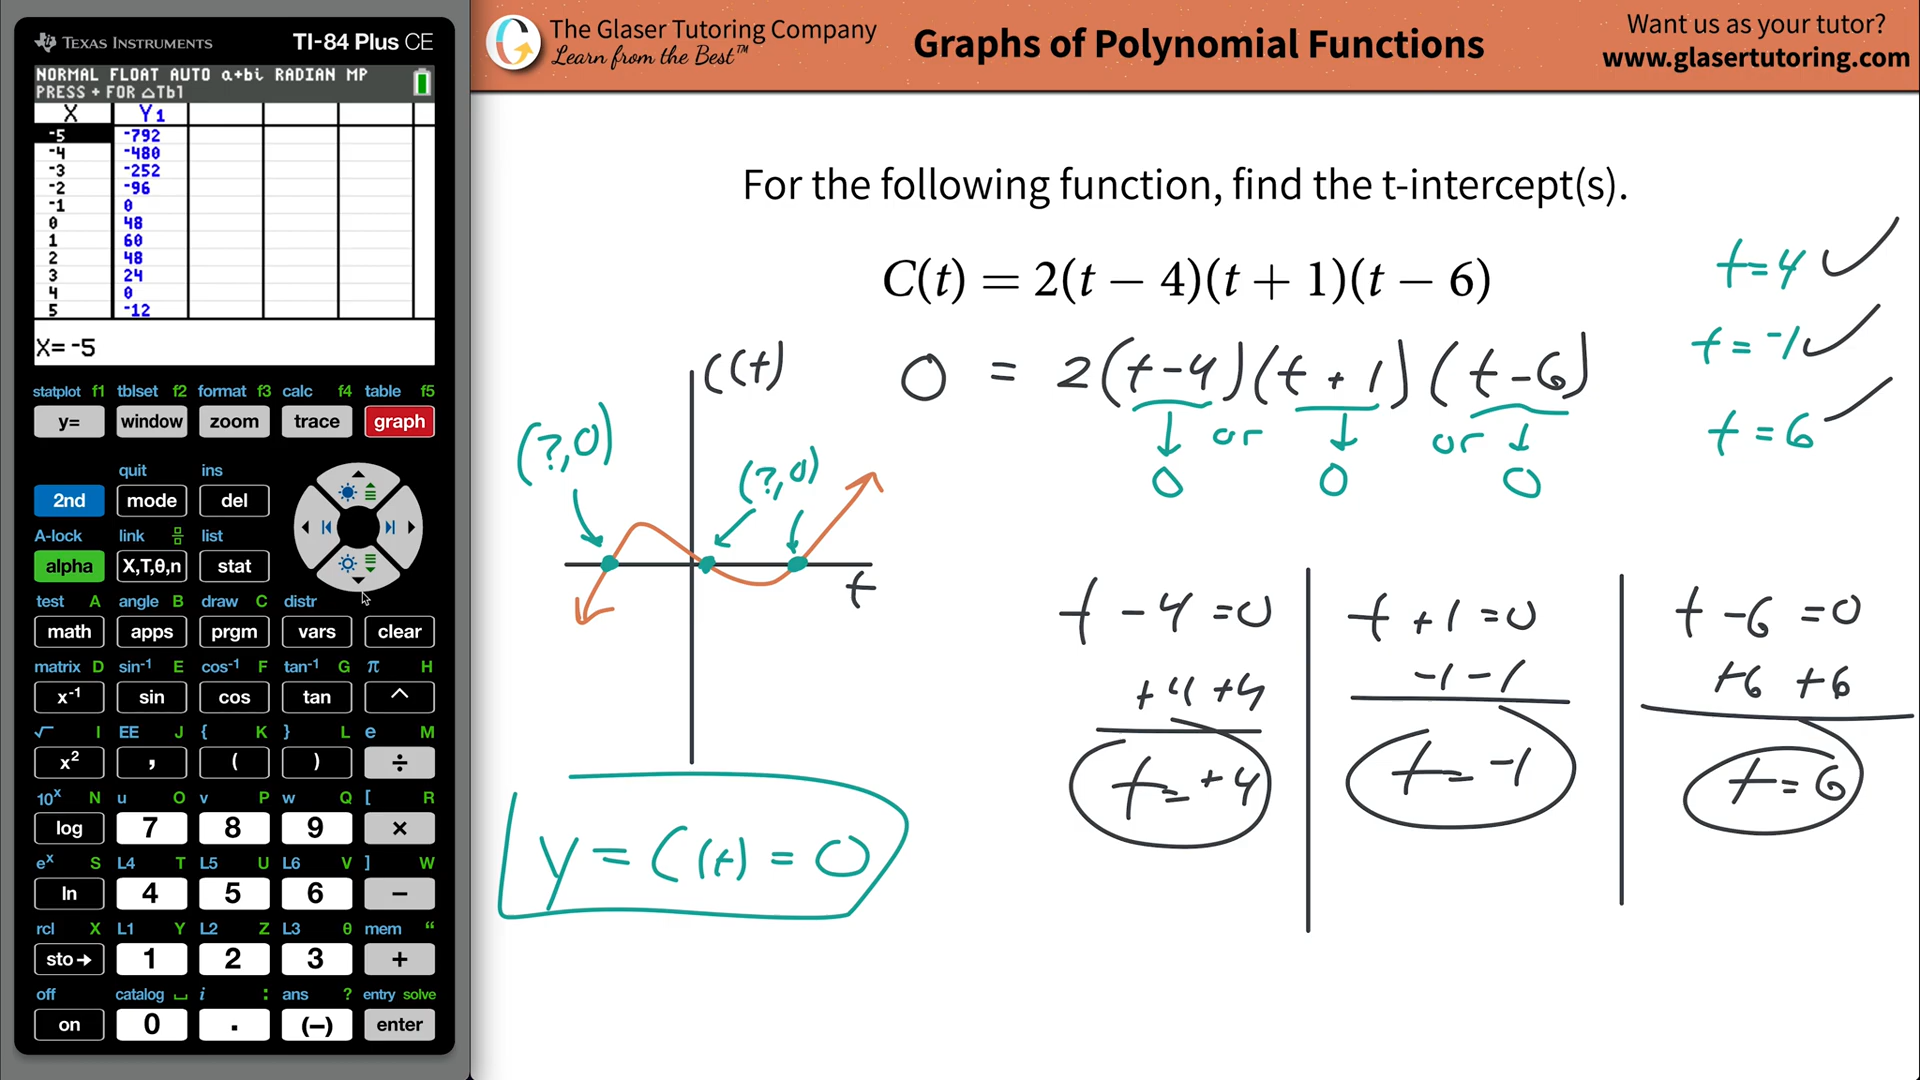 TEXAS INSTRUMENTS TI-84 Plus CE
NORMAL FLOAT AUTO a+bi RADIAN MP
PRESS + FOR △Tbl
X Y1
-5 -792
-4 -480
-3 -252
-2 -96
-1 0
0 48
1 60
2 48
3 24
4 0
5 -12
X= -5
statplot f1 tblset f2 format f3 calc f4 table f5
y= window zoom trace graph
quit ins
2nd mode del
A-lock link list
alpha X,T,θ,n stat
test A angle B draw C distr
math apps prgm vars clear
matrix D sin⁻¹ E cos⁻¹ F tan⁻¹ G π H
x⁻¹ sin cos tan ^
√ I EE J { K } L e M
x² , ( ) ÷
10ˣ N u O v P w Q [ R
log 7 8 9 ×
eˣ S L4 T L5 U L6 V ] W
ln 4 5 6 −
rcl X L1 Y L2 Z L3 θ mem "
sto→ 1 2 3 +
off catalog ⎵ i : ans ? entry solve
on 0 . (−) enter
The Glaser Tutoring Company
Learn from the Best™
Graphs of Polynomial Functions
Want us as your tutor?
www.glasertutoring.com
For the following function, find the t-intercept(s).
C(t) = 2(t − 4)(t + 1)(t − 6)
0 = 2(t-4)(t+1)(t-6)
or or
0 0 0
t=4 ✓
t=-1 ✓
t=6 ✓
C(t)
(?,0)
(?,0)
t
y = C(t) = 0
t-4=0
+4 +4
t=+4
t+1=0
-1 -1
t=-1
t-6=0
+6 +6
t=6